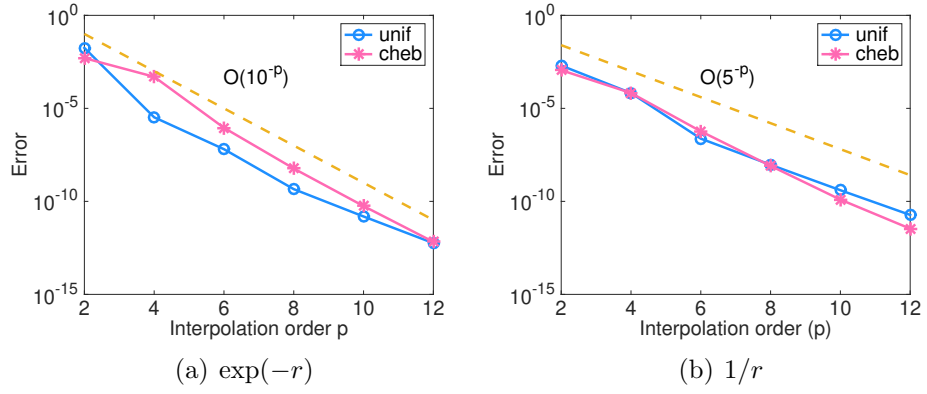 10^0
10^-5
10^-10
10^-15
Error
2 4 6 8 10 12
Interpolation order p
O(10^-p)
unif
cheb
(a) exp(−r)
10^0
10^-5
10^-10
10^-15
Error
2 4 6 8 10 12
Interpolation order (p)
O(5^-p)
unif
cheb
(b) 1/r